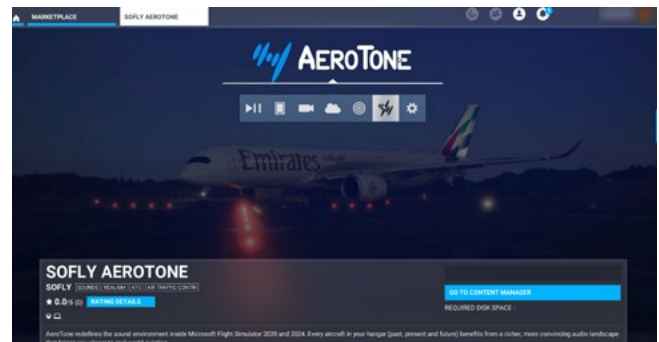 MARKETPLACE
SOFLY AEROTONE
AEROTONE
Emirates
SOFLY AEROTONE
SOFLY SOUNDS REALISM ATC AIR TRAFFIC CONTR
0.0/5 (0) RATING DETAILS
GO TO CONTENT MANAGER
REQUIRED DISK SPACE :
AeroTone redefines the sound environment inside Microsoft Flight Simulator 2020 and 2024. Every aircraft in your hangar (past, present and future) benefits from a richer, more convincing audio landscape